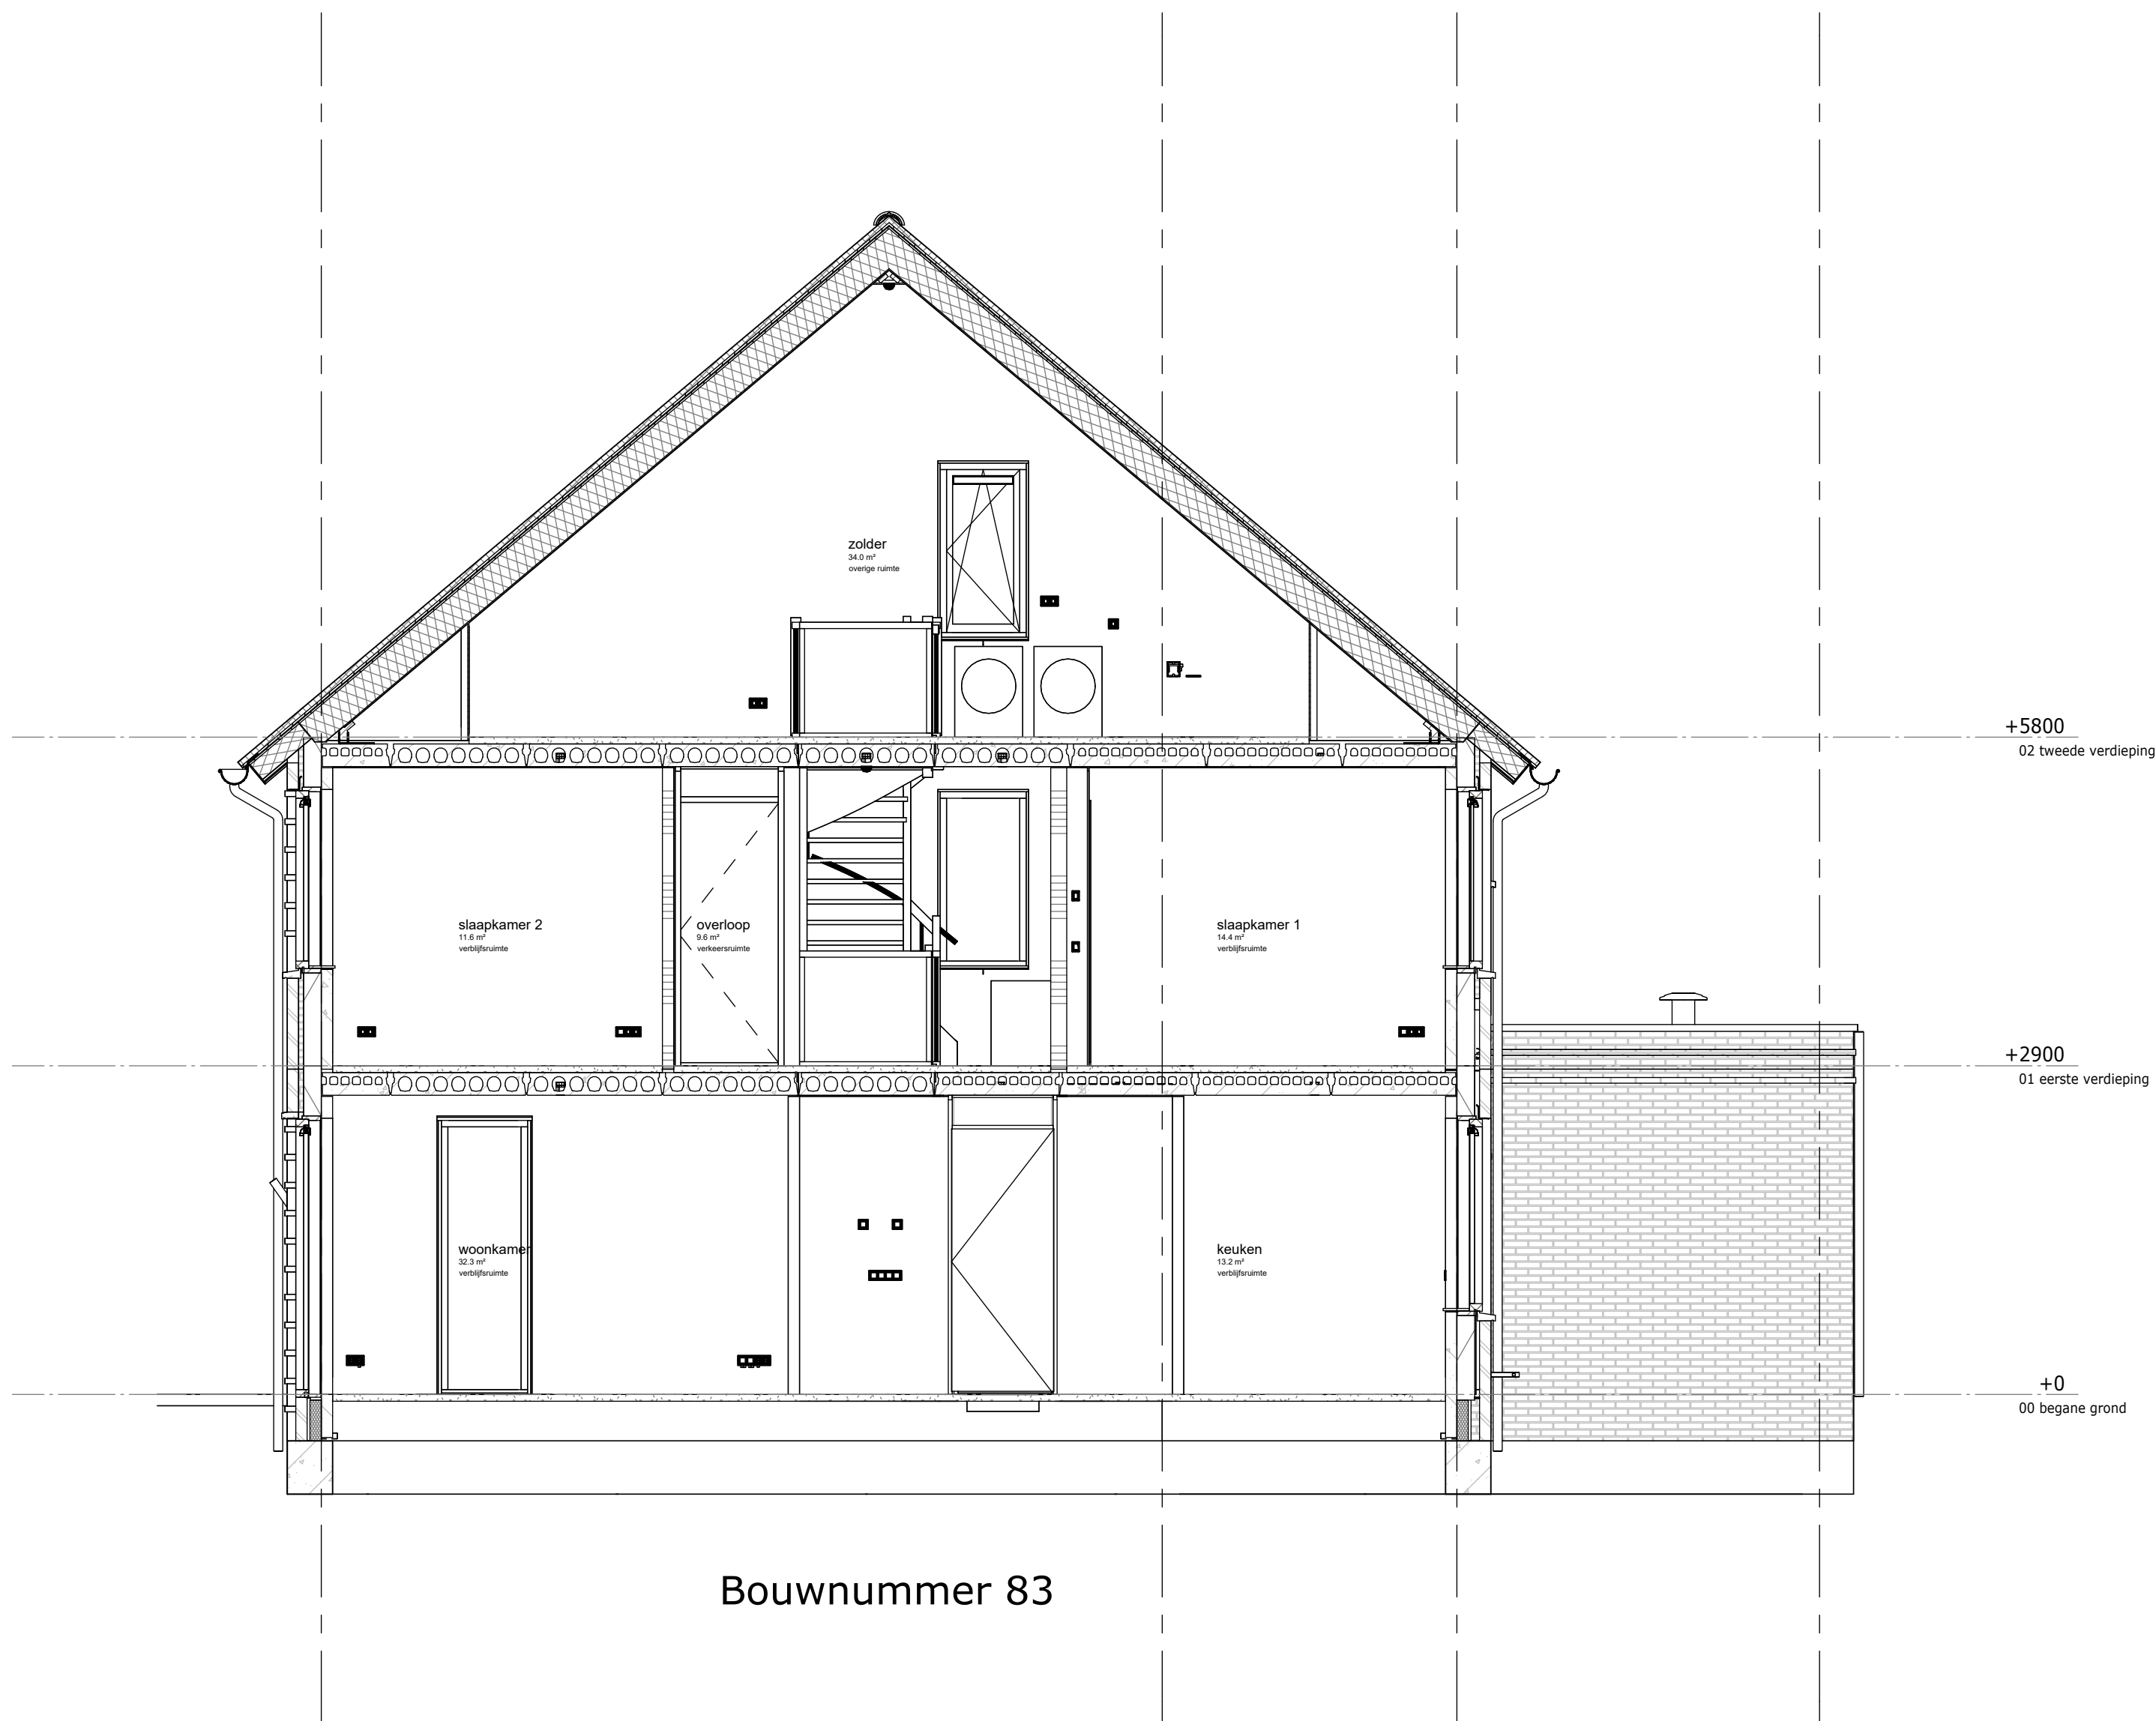 zolder
34.0 m²
overige ruimte
+5800
02 tweede verdieping
slaapkamer 2
11.6 m²
verblijfsruimte
overloop
9.6 m²
verkeersruimte
slaapkamer 1
14.4 m²
verblijfsruimte
+2900
01 eerste verdieping
woonkamer
32.3 m²
verblijfsruimte
keuken
13.2 m²
verblijfsruimte
+0
00 begane grond
Bouwnummer 83